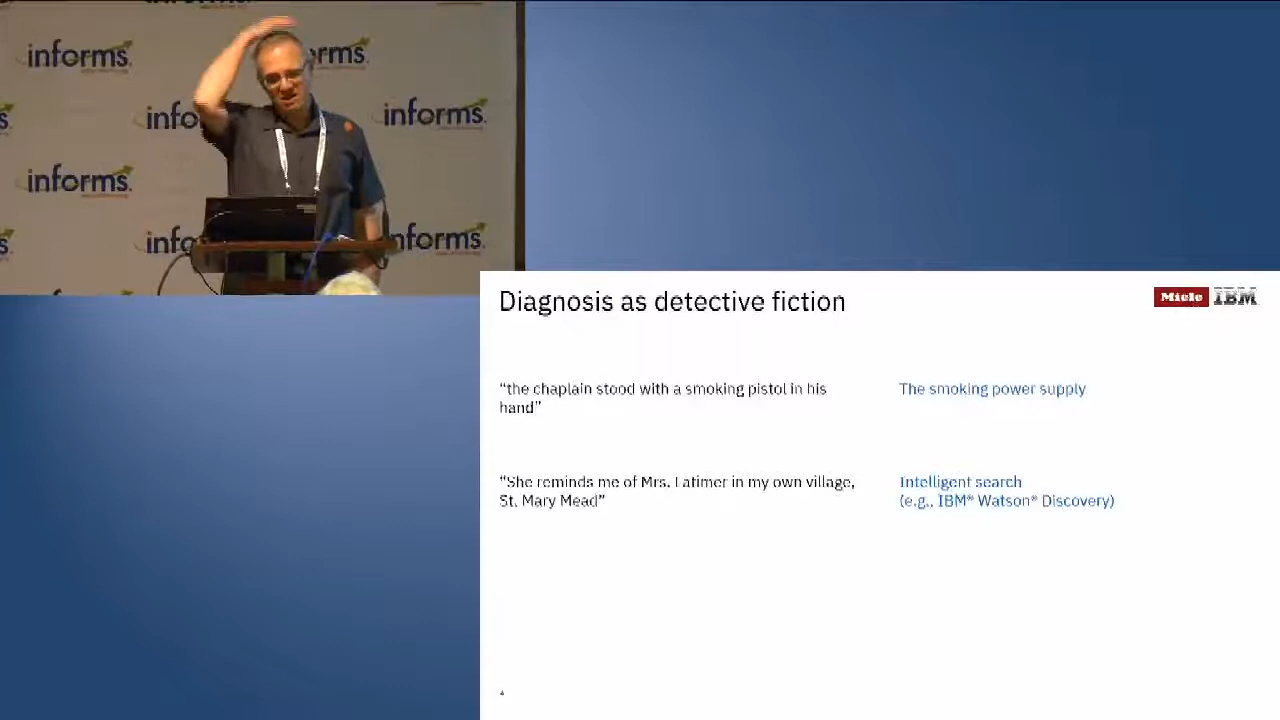 informs.
informs.
informs.
informs.
informs.
Diagnosis as detective fiction
Miele IBM
“the chaplain stood with a smoking pistol in his
hand”
The smoking power supply
“She reminds me of Mrs. Latimer in my own village,
St. Mary Mead”
Intelligent search
(e.g., IBM® Watson® Discovery)
4